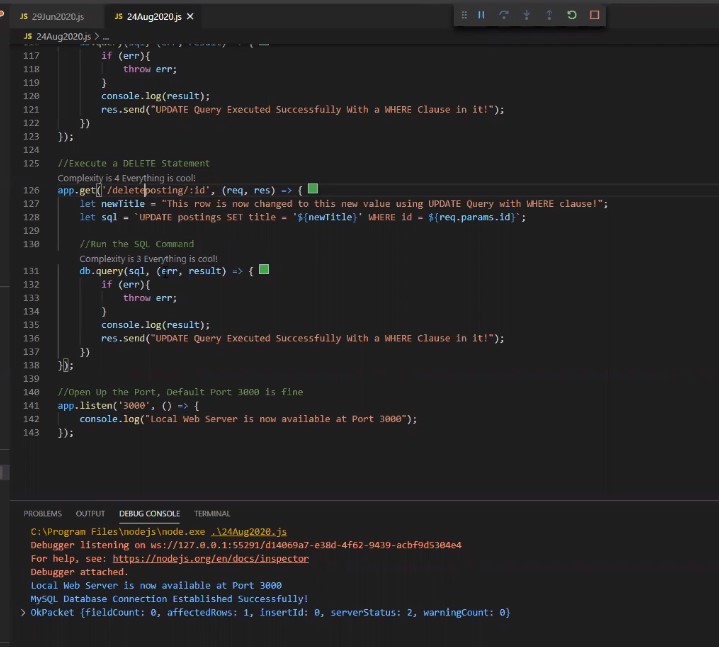 JS 29Jun2020.js JS 24Aug2020.js ×
JS 24Aug2020.js > ...
117 if (err){
118 throw err;
119 }
120 console.log(result);
121 res.send("UPDATE Query Executed Successfully With a WHERE Clause in it!");
122 })
123 });
124
125 //Execute a DELETE Statement
Complexity is 4 Everything is cool!
126 app.get('/deleteposting/:id', (req, res) => {
127 let newTitle = "This row is now changed to this new value using UPDATE Query with WHERE clause!";
128 let sql = `UPDATE postings SET title = '${newTitle}' WHERE id = ${req.params.id}`;
129
130 //Run the SQL Command
Complexity is 3 Everything is cool!
131 db.query(sql, (err, result) => {
132 if (err){
133 throw err;
134 }
135 console.log(result);
136 res.send("UPDATE Query Executed Successfully With a WHERE Clause in it!");
137 })
138 });
139
140 //Open Up the Port, Default Port 3000 is fine
141 app.listen('3000', () => {
142 console.log("Local Web Server is now available at Port 3000");
143 });
PROBLEMS OUTPUT DEBUG CONSOLE TERMINAL
C:\Program Files\nodejs\node.exe .\24Aug2020.js
Debugger listening on ws://127.0.0.1:55291/d14069a7-e38d-4f62-9439-acbf9d5304e4
For help, see: https://nodejs.org/en/docs/inspector
Debugger attached.
Local Web Server is now available at Port 3000
MySQL Database Connection Established Successfully!
> OkPacket {fieldCount: 0, affectedRows: 1, insertId: 0, serverStatus: 2, warningCount: 0}